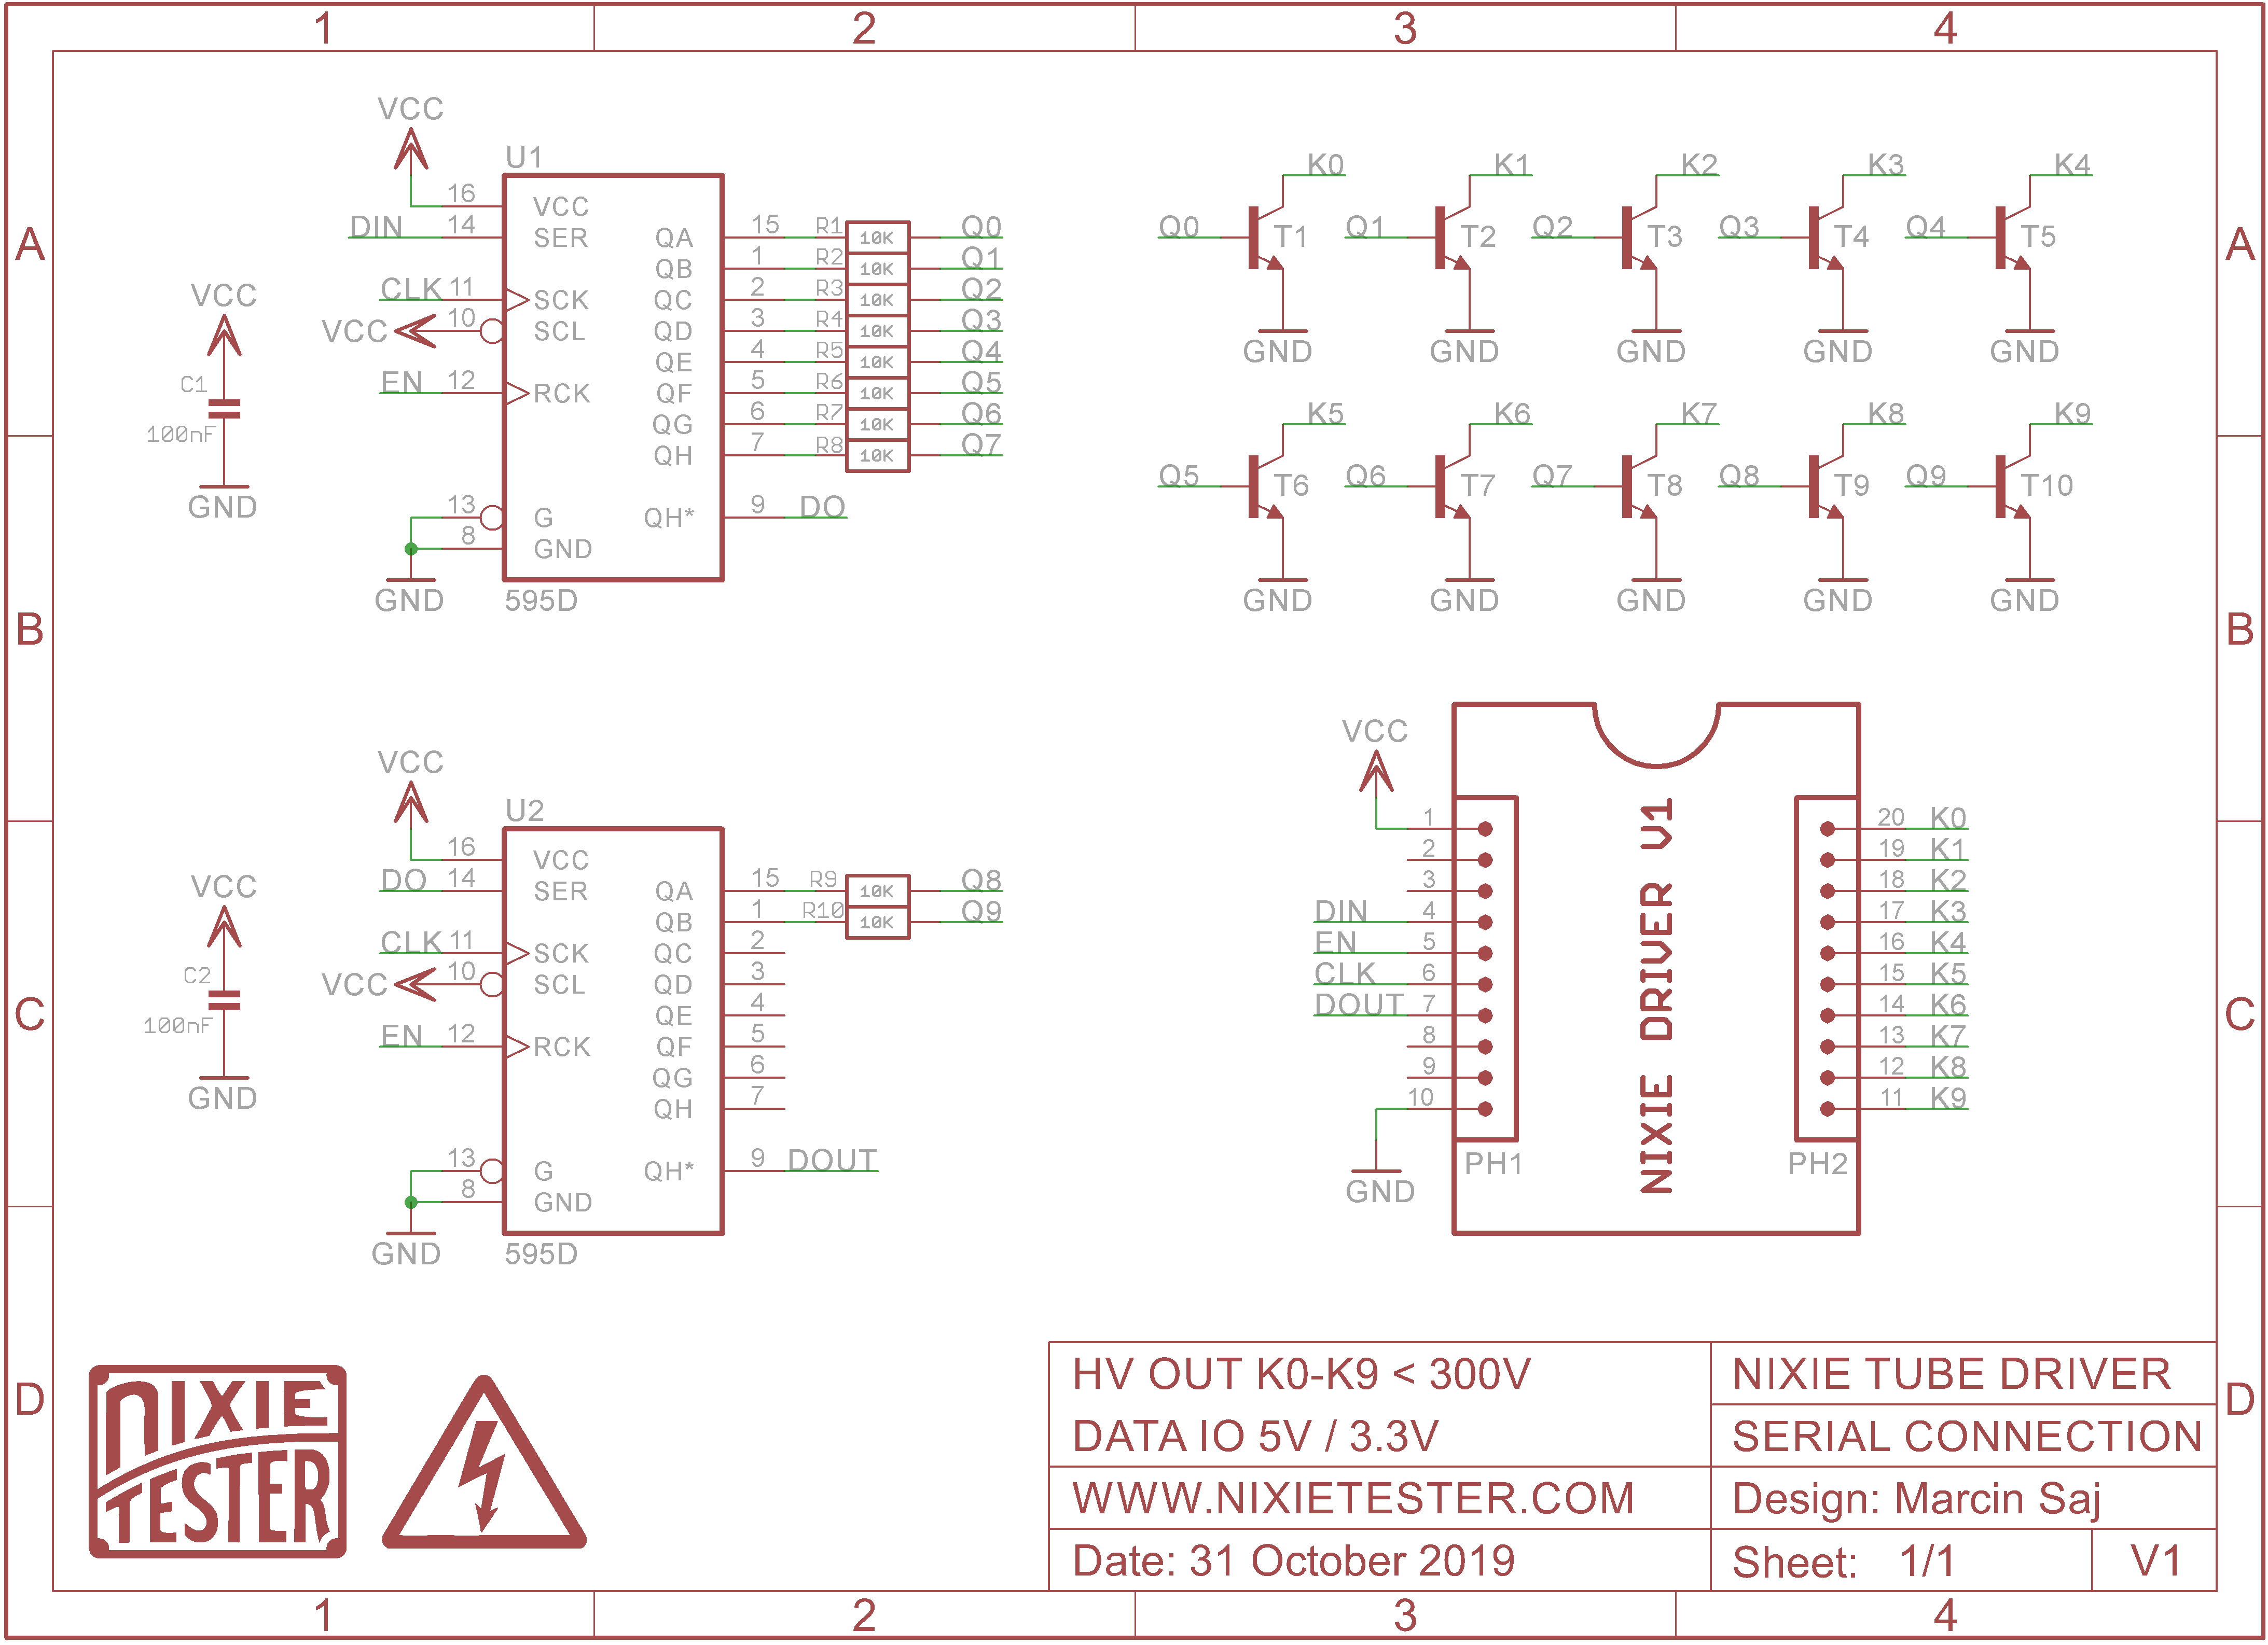 1 2 3 4
A
B
C
D
A
B
C
D
VCC
U1
16 VCC
DIN 14 SER
CLK 11 SCK
VCC 10 SCL
EN 12 RCK
13 G
8 GND
GND
595D
QA 15 R1 10K Q0
QB 1 R2 10K Q1
QC 2 R3 10K Q2
QD 3 R4 10K Q3
QE 4 R5 10K Q4
QF 5 R6 10K Q5
QG 6 R7 10K Q6
QH 7 R8 10K Q7
QH* 9 DO
VCC
C1
100nF
GND
K0 K1 K2 K3 K4
Q0 T1 Q1 T2 Q2 T3 Q3 T4 Q4 T5
GND GND GND GND GND
K5 K6 K7 K8 K9
Q5 T6 Q6 T7 Q7 T8 Q8 T9 Q9 T10
GND GND GND GND GND
VCC
U2
16 VCC
DO 14 SER
CLK 11 SCK
VCC 10 SCL
EN 12 RCK
13 G
8 GND
GND
595D
QA 15 R9 10K Q8
QB 1 R10 10K Q9
QC 2
QD 3
QE 4
QF 5
QG 6
QH 7
QH* 9 DOUT
VCC
C2
100nF
GND
VCC
1
2
3
DIN 4
EN 5
CLK 6
DOUT 7
8
9
10
GND
PH1
NIXIE DRIVER V1
20 K0
19 K1
18 K2
17 K3
16 K4
15 K5
14 K6
13 K7
12 K8
11 K9
PH2
NIXIE
TESTER
HV OUT K0-K9 < 300V
DATA IO 5V / 3.3V
WWW.NIXIETESTER.COM
Date: 31 October 2019
NIXIE TUBE DRIVER
SERIAL CONNECTION
Design: Marcin Saj
Sheet: 1/1 V1
1 2 3 4